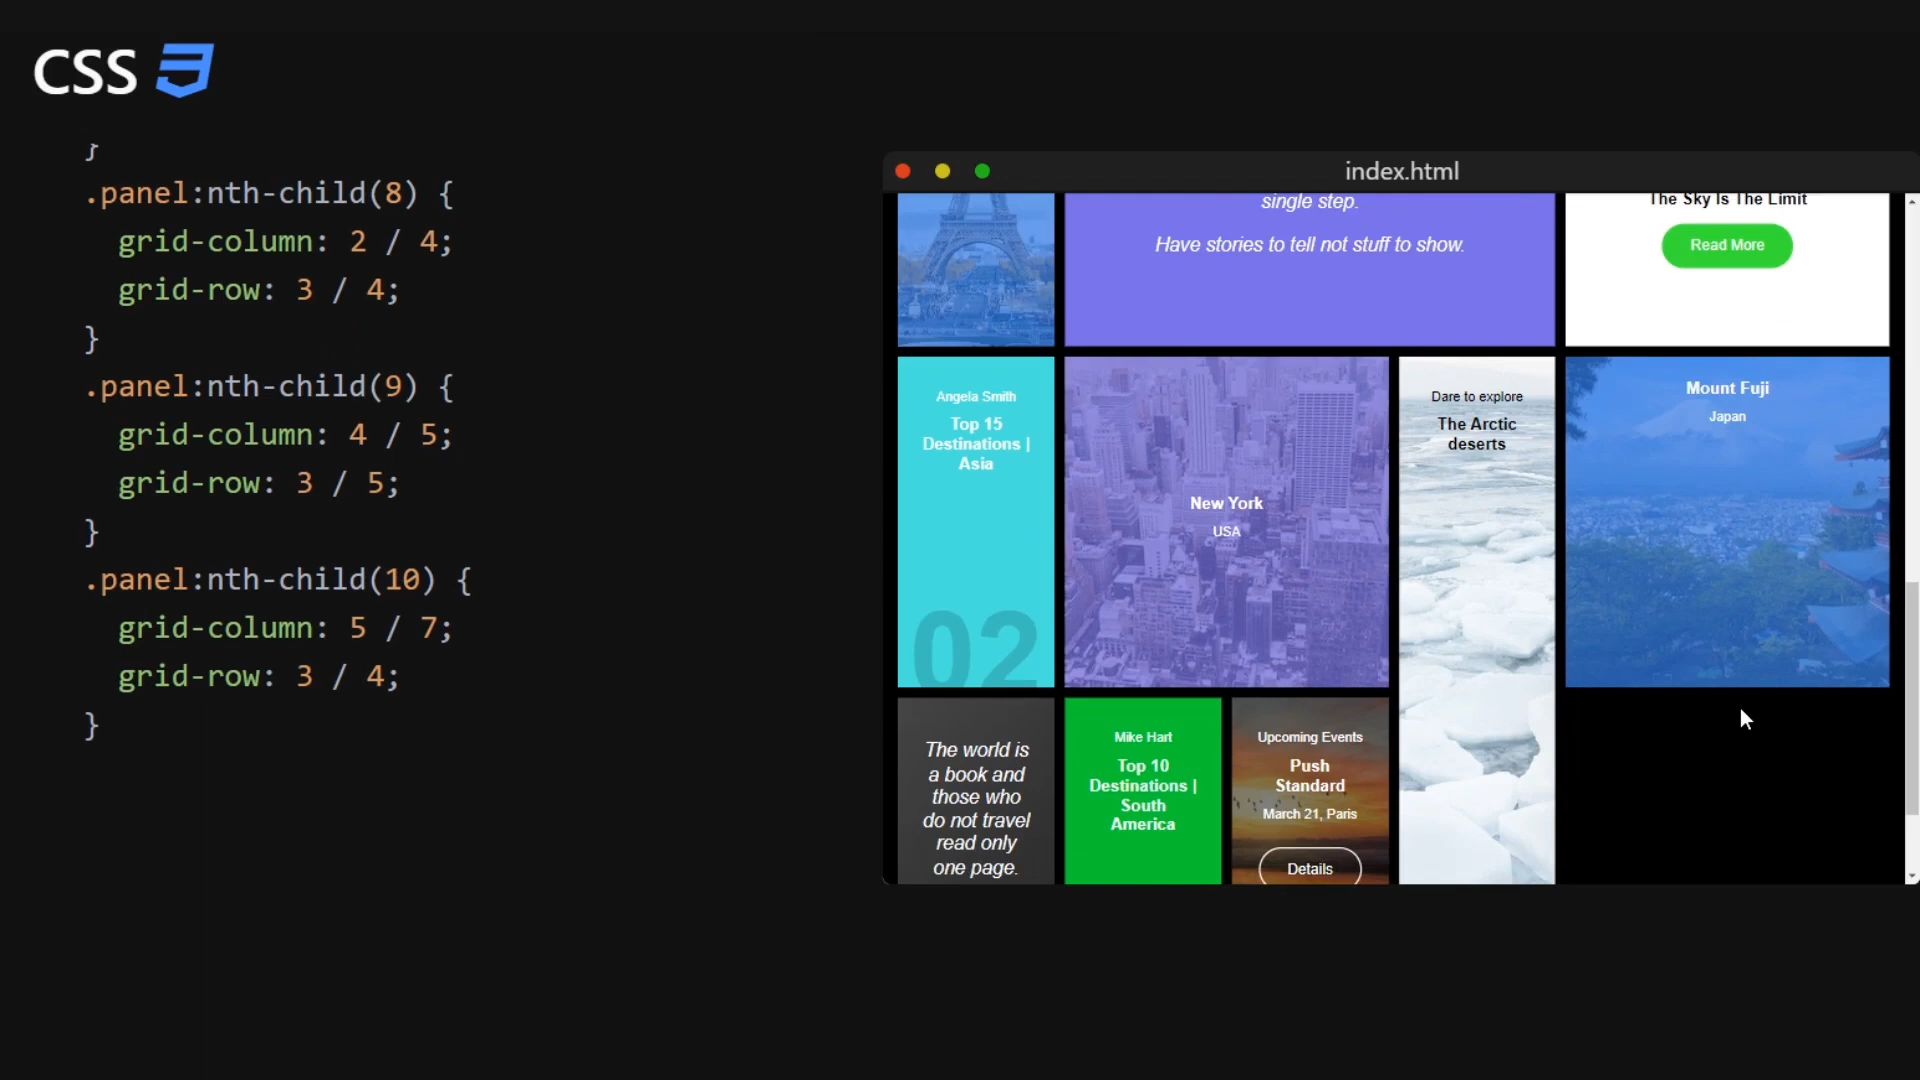 CSS
}
.panel:nth-child(8) {
grid-column: 2 / 4;
grid-row: 3 / 4;
}
.panel:nth-child(9) {
grid-column: 4 / 5;
grid-row: 3 / 5;
}
.panel:nth-child(10) {
grid-column: 5 / 7;
grid-row: 3 / 4;
}
index.html
single step.
Have stories to tell not stuff to show.
The Sky Is The Limit
Read More
Angela Smith
Top 15
Destinations |
Asia
02
New York
USA
Dare to explore
The Arctic
deserts
Mount Fuji
Japan
The world is
a book and
those who
do not travel
read only
one page.
Mike Hart
Top 10
Destinations |
South
America
Upcoming Events
Push
Standard
March 21, Paris
Details